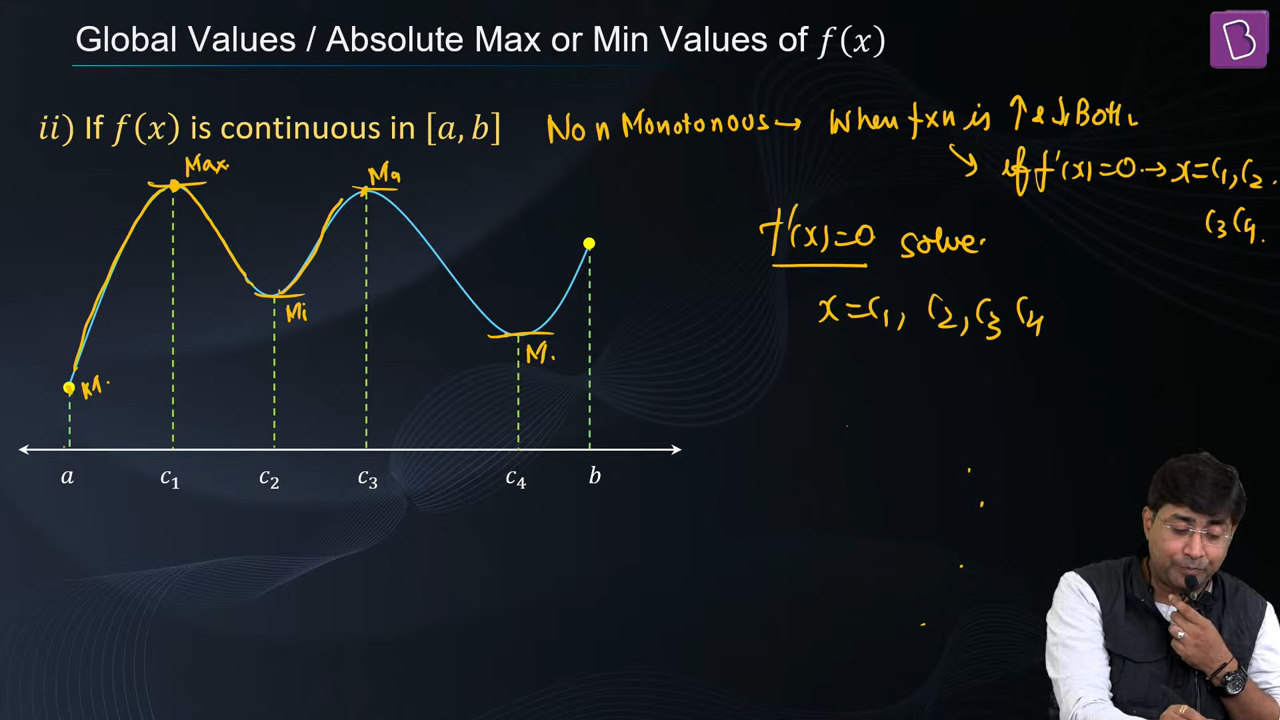 Global Values / Absolute Max or Min Values of f(x)
ii) If f(x) is continuous in [a, b]
Non Monotonous → When fxn is ↑ & ↓ Both.
if f'(x)=0 → x=c₁, c₂.
c₃ c₄.
f'(x)=0 solve.
x=c₁, c₂, c₃ c₄
Max.
Ma
Mi
M.
M.
a c₁ c₂ c₃ c₄ b
B